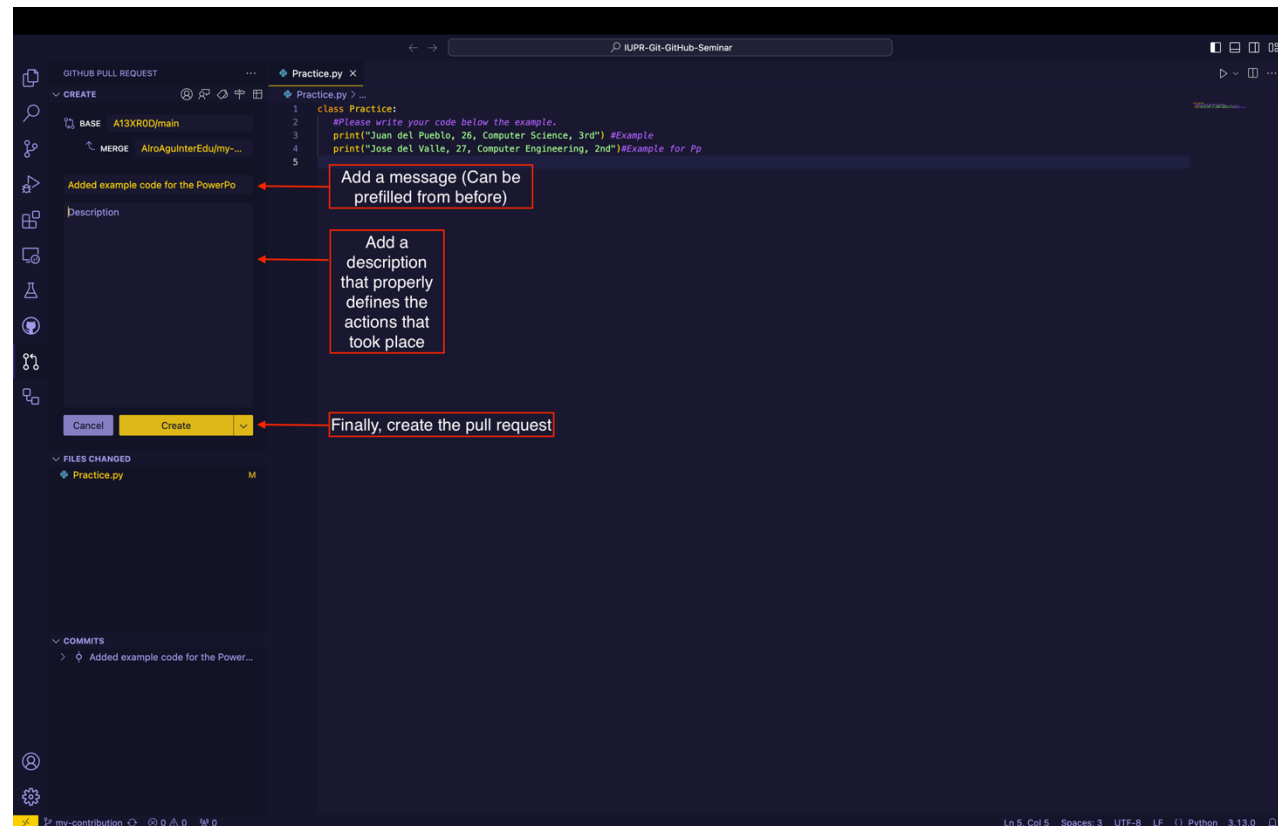 IUPR-Git-GitHub-Seminar
GITHUB PULL REQUEST
CREATE
BASE A13XR0D/main
MERGE AlroAguInterEdu/my-...
Added example code for the PowerPo
Description
Cancel
Create
FILES CHANGED
Practice.py M
COMMITS
Added example code for the Power...
Practice.py
Practice.py > ...
1 class Practice:
2 #Please write your code below the example.
3 print("Juan del Pueblo, 26, Computer Science, 3rd") #Example
4 print("Jose del Valle, 27, Computer Engineering, 2nd")#Example for Pp
5
Add a message (Can be
prefilled from before)
Add a
description
that properly
defines the
actions that
took place
Finally, create the pull request
my-contribution 0 0 0
Ln 5, Col 5 Spaces: 3 UTF-8 LF {} Python 3.13.0